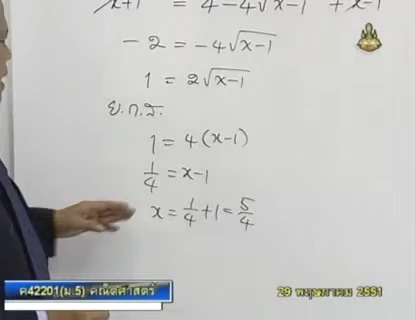 x+1 = 4-4√x-1 + x-1
-2 = -4√x-1
1 = 2√x-1
ย.ก.ส.
1 = 4(x-1)
1/4 = x-1
x = 1/4 + 1 = 5/4
ค42201(ม.5) คณิตศาสตร์
29 พฤษภาคม 2551